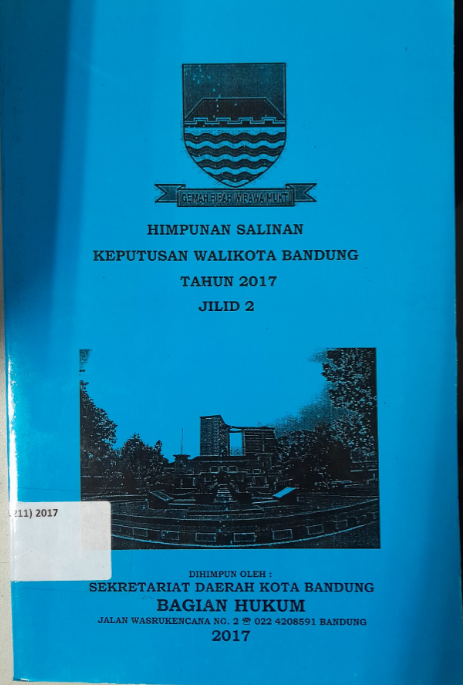 GEMAH RIPAH WIBAWA MUKTI
HIMPUNAN SALINAN
KEPUTUSAN WALIKOTA BANDUNG
TAHUN 2017
JILID 2
211) 2017
DIHIMPUN OLEH :
SEKRETARIAT DAERAH KOTA BANDUNG
BAGIAN HUKUM
JALAN WASRUKENCANA NO. 2 ☎ 022 4208591 BANDUNG
2017